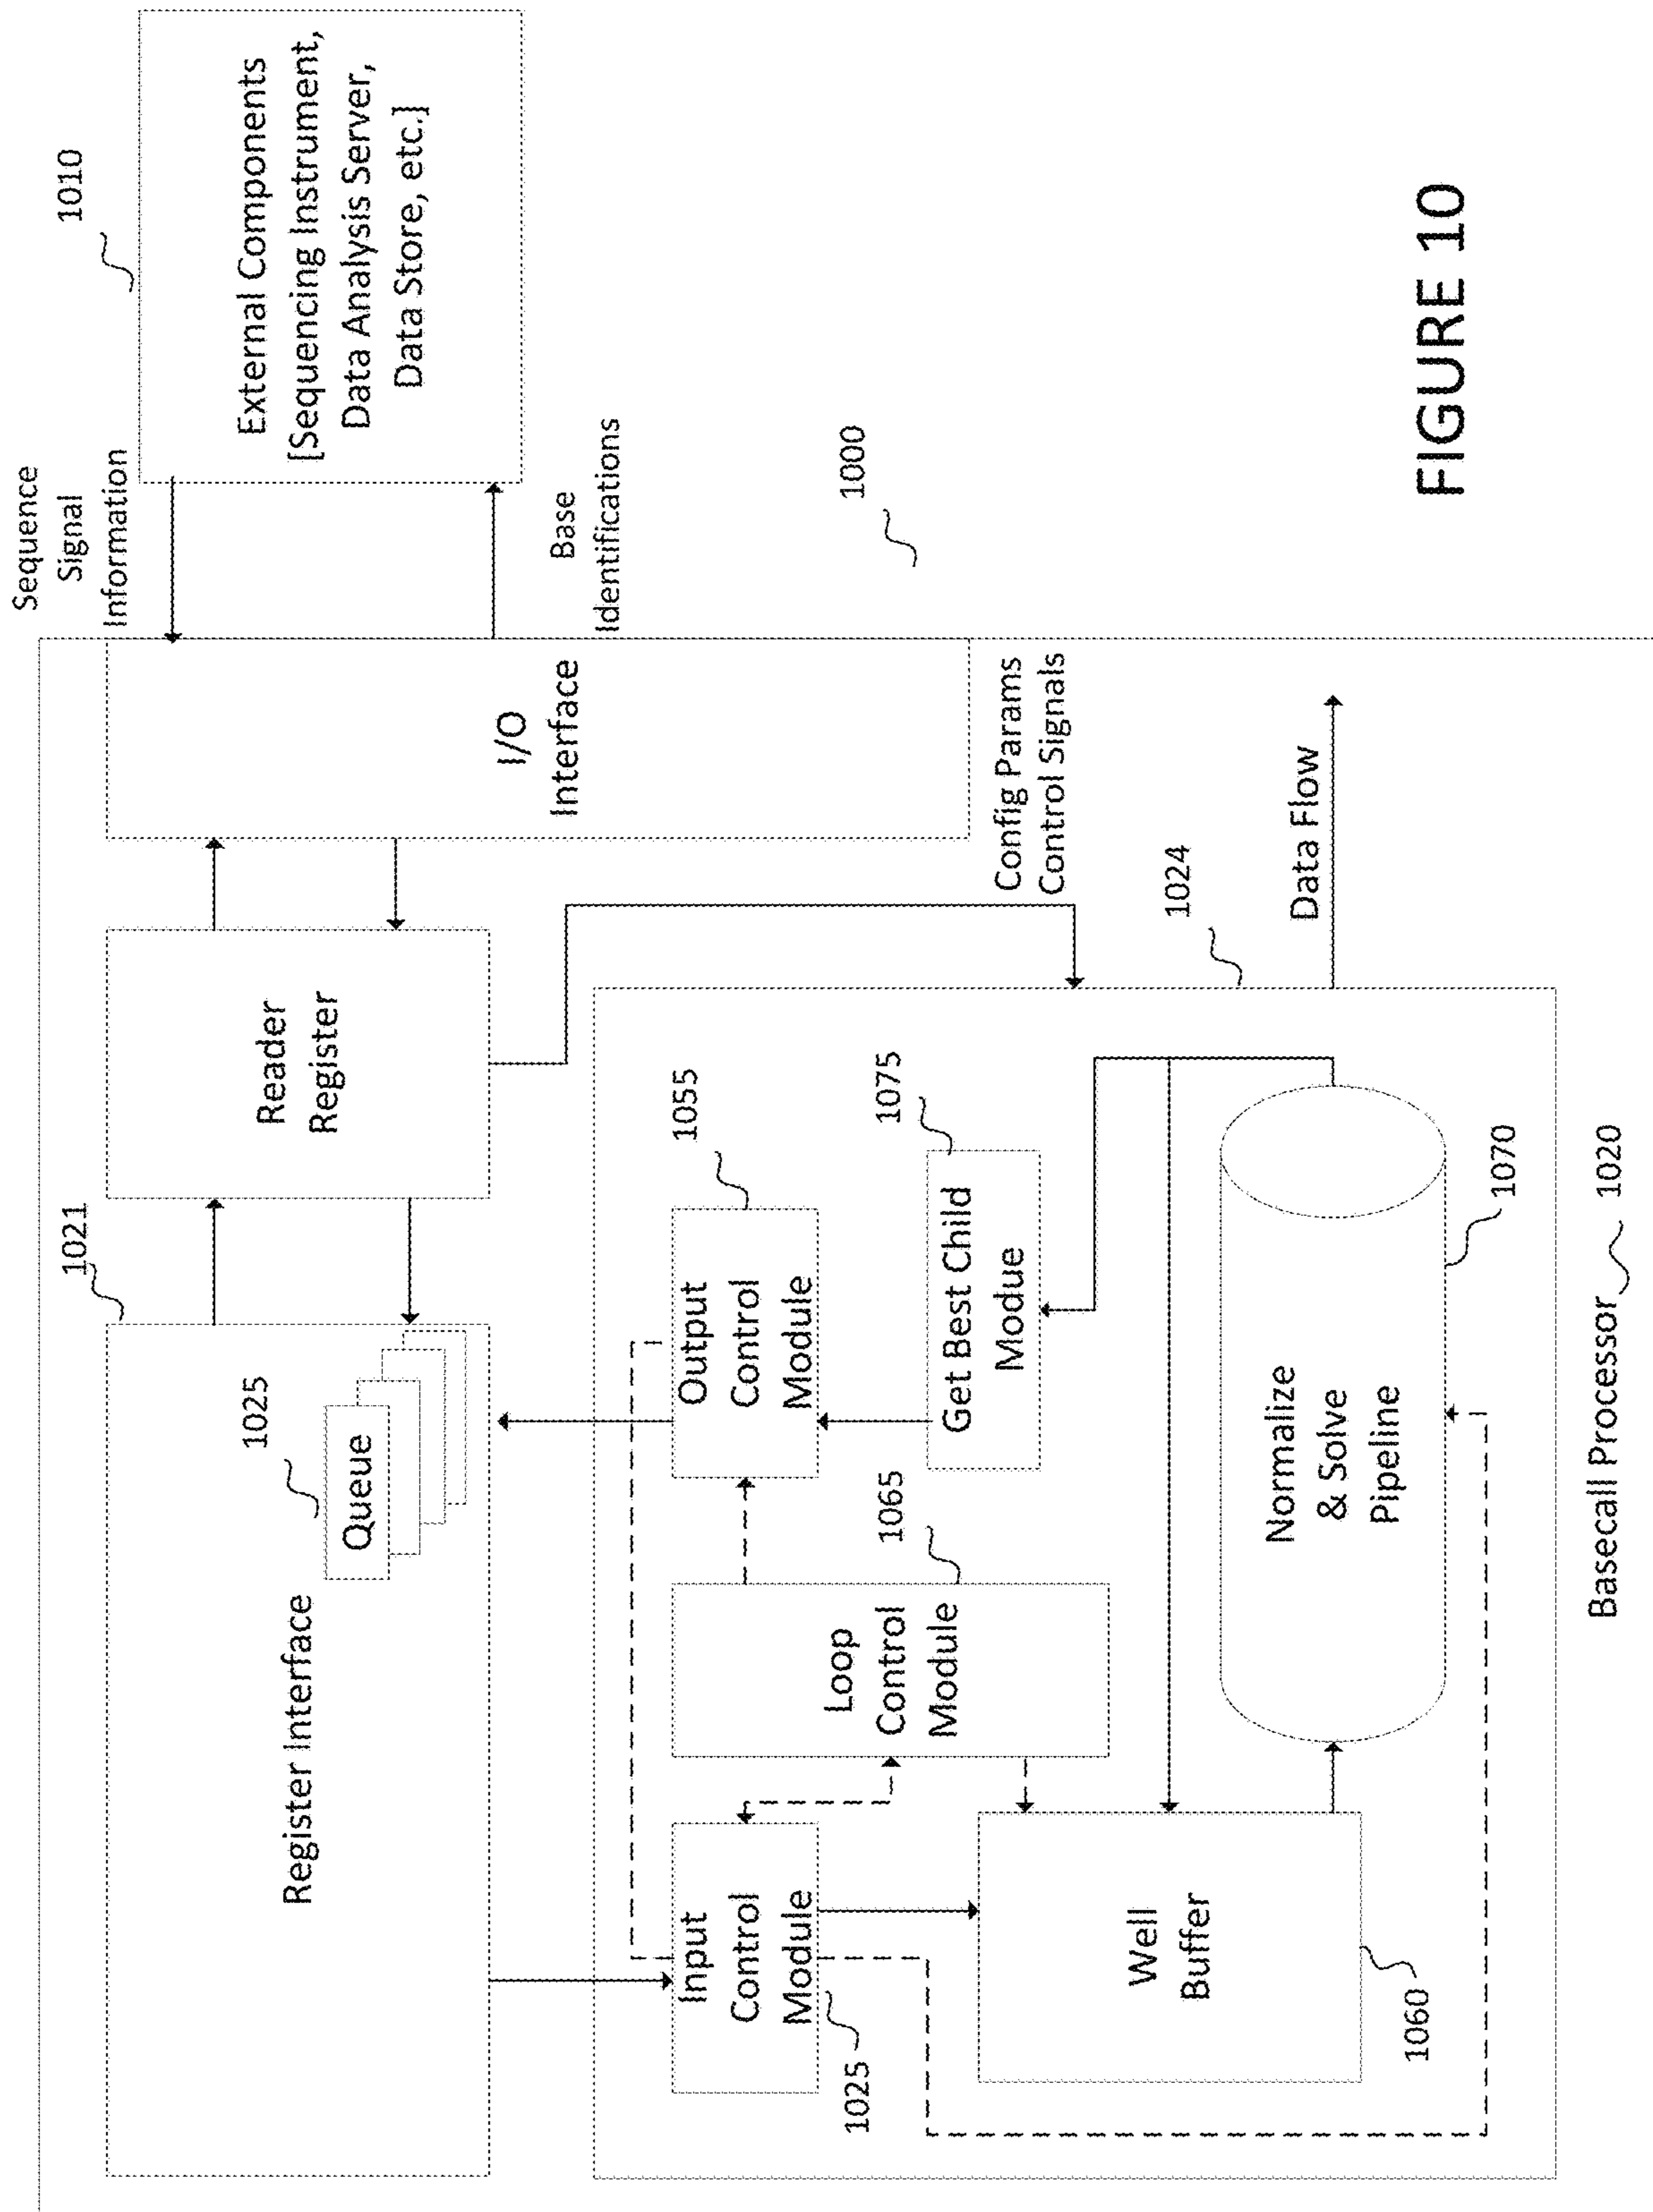 Sequence
Signal
Information
1010
External Components
[Sequencing Instrument,
Data Analysis Server,
Data Store, etc.]
Base
Identifications
1000
I/O
Interface
Reader
Register
1021
Register Interface
1025
Queue
Config Params
Control Signals
1024
Data Flow
Input
Control
Module
1025
Loop
Control
Module
1065
Output
Control
Module
1055
Get Best Child
Modue
1075
Well
Buffer
1060
Normalize
& Solve
Pipeline
1070
Basecall Processor
1020
FIGURE 10